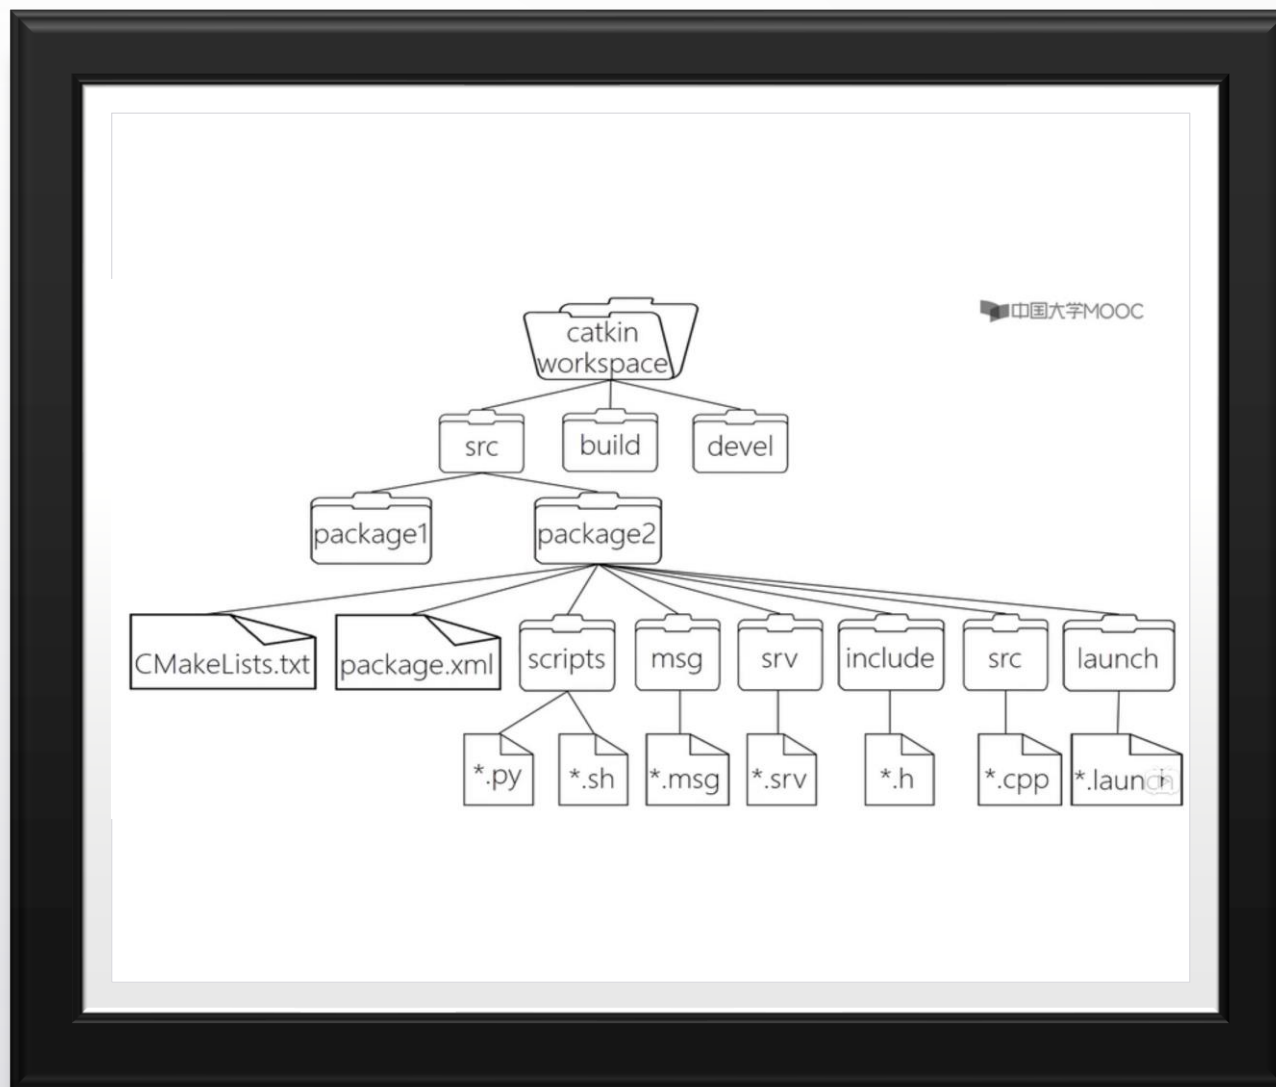 中国大学MOOC
catkin
workspace
src
build
devel
package1
package2
CMakeLists.txt
package.xml
scripts
msg
srv
include
src
launch
*.py
*.sh
*.msg
*.srv
*.h
*.cpp
*.launch